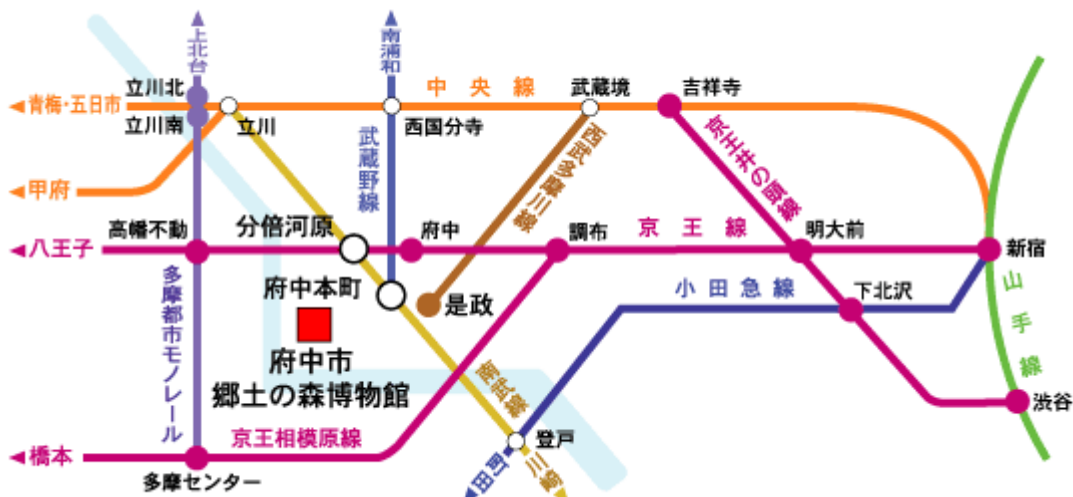 ◀上北台
◀南浦和
立川北
中央線
武蔵境
吉祥寺
◀青梅・五日市
立川南
立川
西国分寺
武蔵野線
西武多摩川線
京王井の頭線
◀甲府
高幡不動
分倍河原
府中
調布
京王線
明大前
◀八王子
新宿
多摩都市モノレール
府中本町
是政
小田急線
下北沢
山手線
府中市
郷土の森博物館
南武線
渋谷
京王相模原線
登戸
◀橋本
多摩センター
◀町田
川崎▶